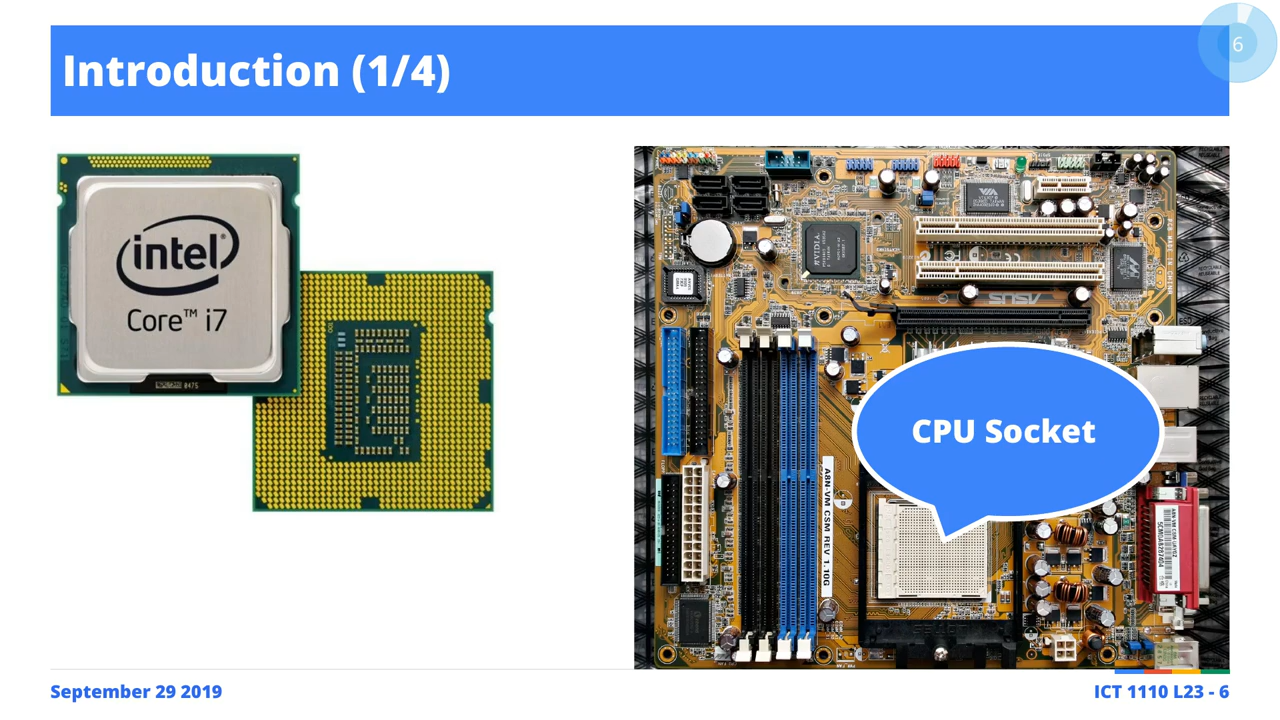 Introduction (1/4)
6
intel
Core™ i7
VIA
NVIDIA
ASUS
CPU Socket
A8N-VM CSM REV 1.10G
September 29 2019
ICT 1110 L23 - 6